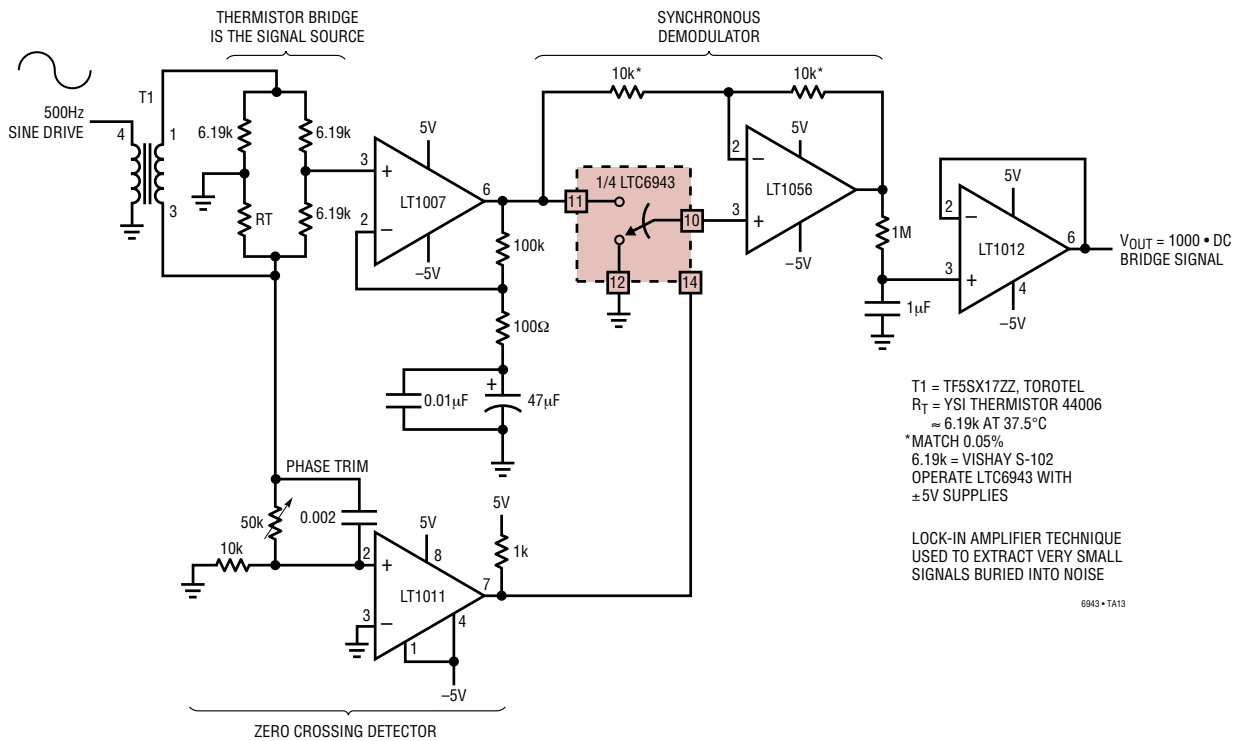 THERMISTOR BRIDGE
IS THE SIGNAL SOURCE
SYNCHRONOUS
DEMODULATOR
500Hz
SINE DRIVE
T1
4
1
3
6.19k
6.19k
RT
6.19k
3
+
2
−
5V
LT1007
6
−5V
100k
100Ω
0.01µF
+
47µF
10k*
10k*
1/4 LTC6943
11
10
12
14
5V
2
−
LT1056
3
+
−5V
1M
1µF
5V
2
−
LT1012
6
3
+
4
−5V
VOUT = 1000 • DC
BRIDGE SIGNAL
T1 = TF5SX17ZZ, TOROTEL
RT = YSI THERMISTOR 44006
≈ 6.19k AT 37.5°C
*MATCH 0.05%
6.19k = VISHAY S-102
OPERATE LTC6943 WITH
±5V SUPPLIES
LOCK-IN AMPLIFIER TECHNIQUE
USED TO EXTRACT VERY SMALL
SIGNALS BURIED INTO NOISE
6943 • TA13
PHASE TRIM
50k
0.002
10k
5V
8
2
+
LT1011
3
−
7
1
4
−5V
5V
1k
ZERO CROSSING DETECTOR